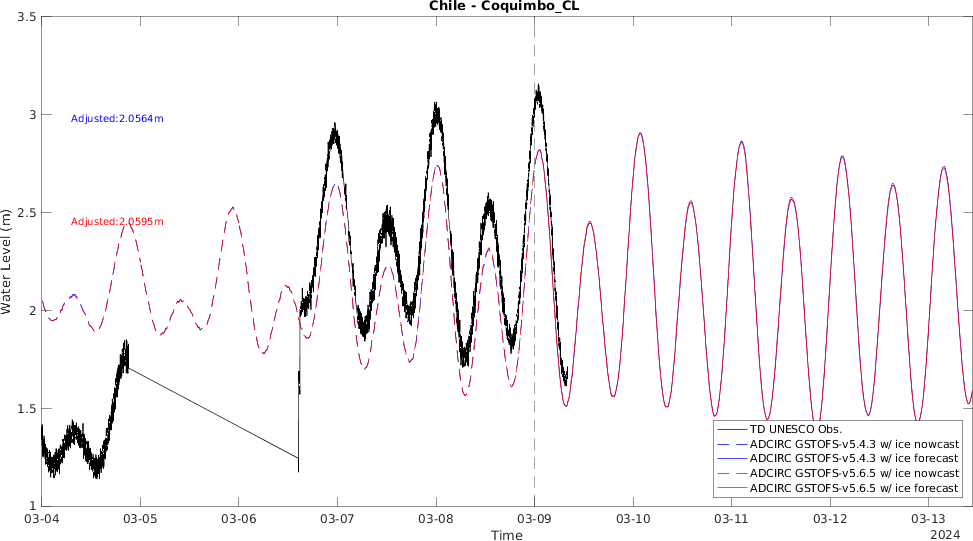 Chile - Coquimbo_CL
3.5
3
2.5
2
1.5
1
Water Level (m)
Adjusted:2.0564m
Adjusted:2.0595m
TD UNESCO Obs.
ADCIRC GSTOFS-v5.4.3 w/ ice nowcast
ADCIRC GSTOFS-v5.4.3 w/ ice forecast
ADCIRC GSTOFS-v5.6.5 w/ ice nowcast
ADCIRC GSTOFS-v5.6.5 w/ ice forecast
03-04 03-05 03-06 03-07 03-08 03-09 03-10 03-11 03-12 03-13
Time
2024